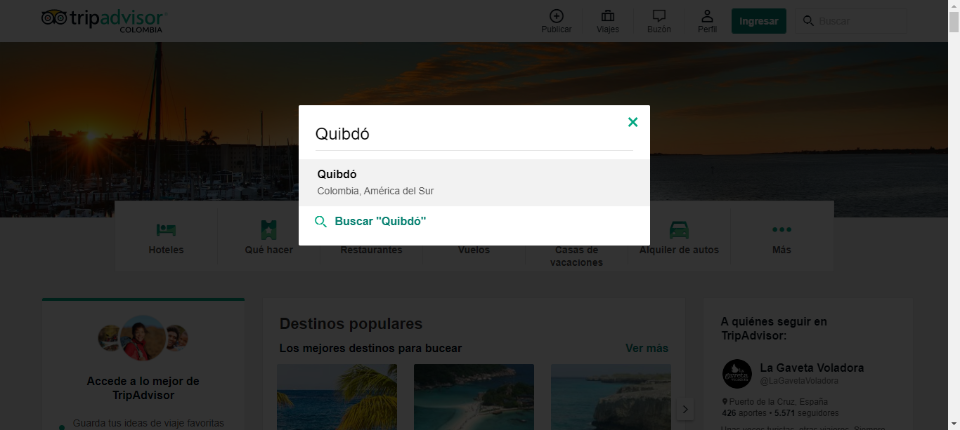 tripadvisor
COLOMBIA
Publicar
Viajes
Buzón
Perfil
Ingresar
Buscar
Quibdó
Quibdó
Colombia, América del Sur
Buscar "Quibdó"
Hoteles
Qué hacer
Restaurantes
Vuelos
Casas de
vacaciones
Alquiler de autos
Más
Accede a lo mejor de
TripAdvisor
Guarda tus ideas de viaje favoritas
Destinos populares
Los mejores destinos para bucear
Ver más
A quiénes seguir en
TripAdvisor:
La Gaveta Voladora
@LaGavetaVoladora
Puerto de la Cruz, España
426 aportes • 5.571 seguidores